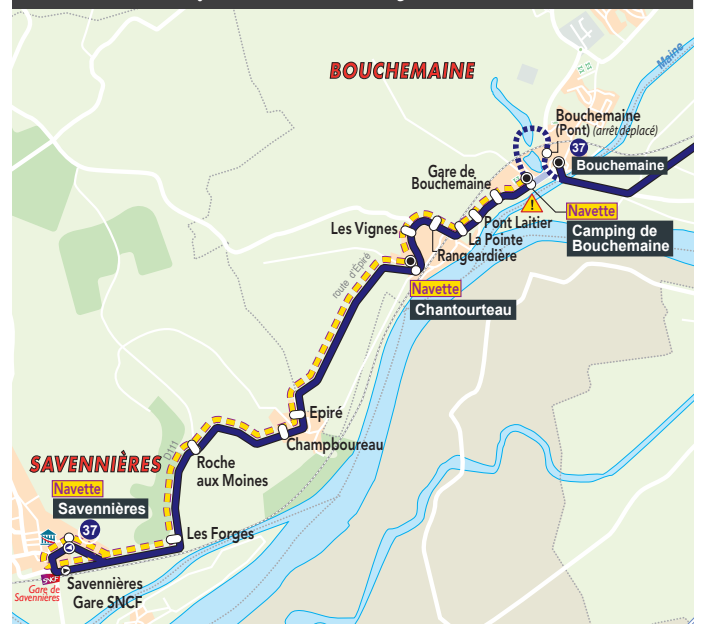 BOUCHEMAINE
Maine
Bouchemaine
(Pont) (arrêt déplacé)
37
Bouchemaine
Gare de
Bouchemaine
Navette
Camping de
Bouchemaine
Pont Laitier
La Pointe
Rangeardière
Les Vignes
route d'Epiré
Navette
Chantourteau
Epiré
Champboureau
D111
Roche
aux Moines
SAVENNIÈRES
Navette
Savennières
37
Les Forges
SNCF
Gare de
Savennières
Savennières
Gare SNCF